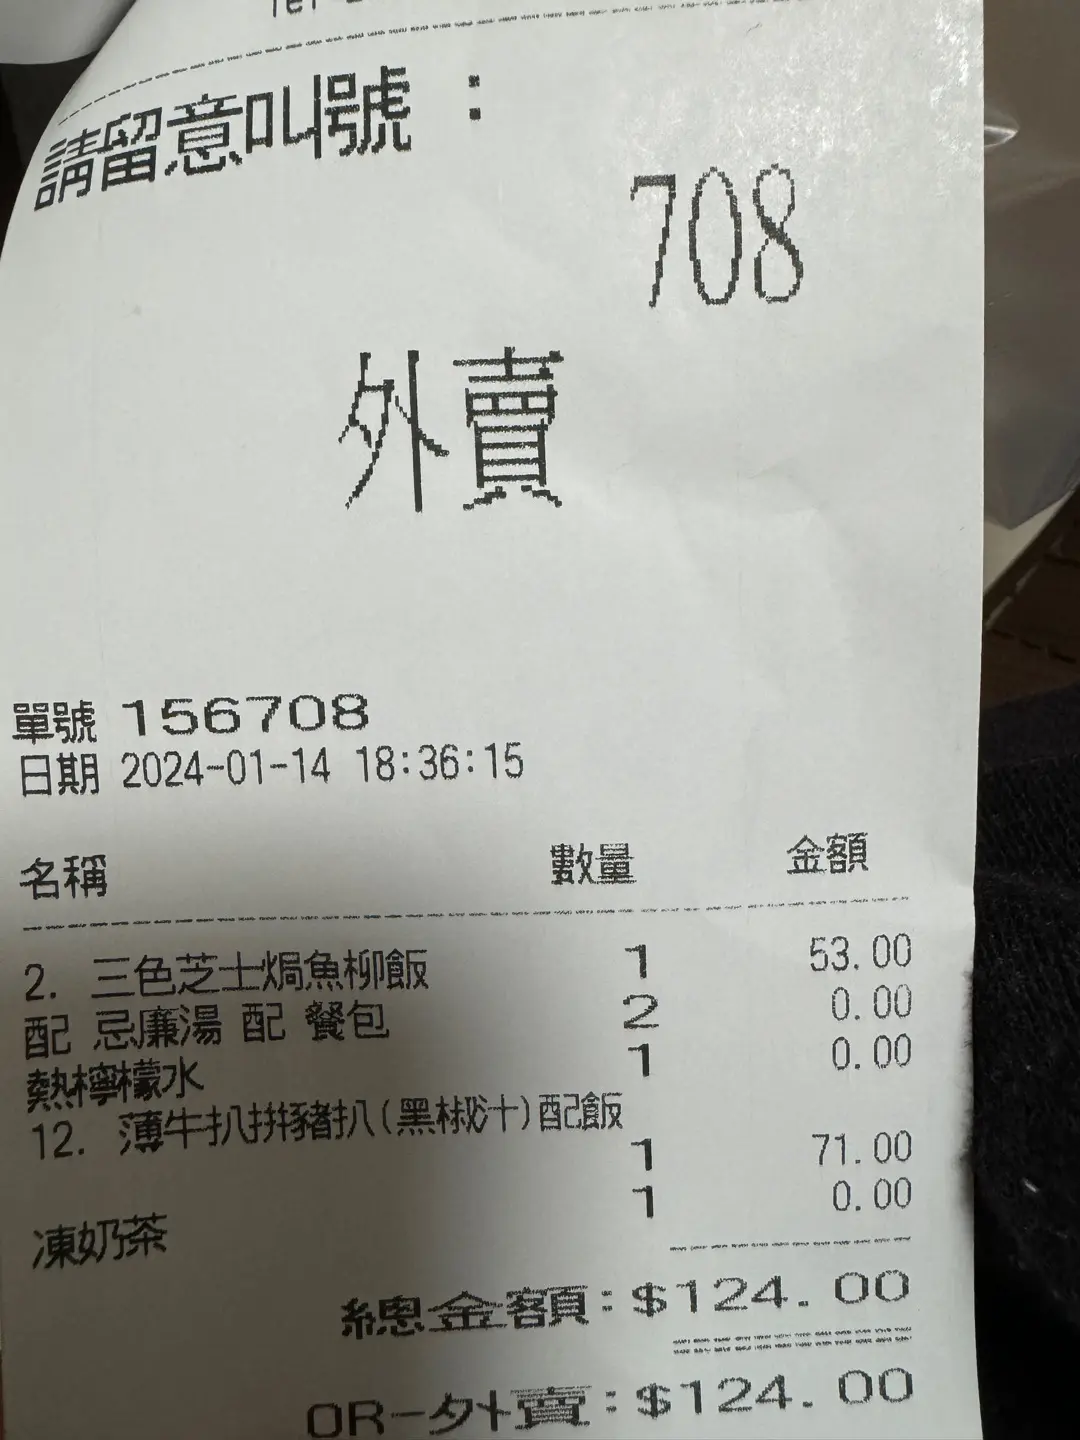 請留意叫號：
708
外賣
單號 156708
日期 2024-01-14 18:36:15
名稱 數量 金額
2. 三色芝士焗魚柳飯 1 53.00
配 忌廉湯 配 餐包 2 0.00
熱檸檬水 1 0.00
12. 薄牛扒拼豬扒(黑椒汁)配飯
1 71.00
凍奶茶 1 0.00
總金額:$124.00
OR-外賣:$124.00